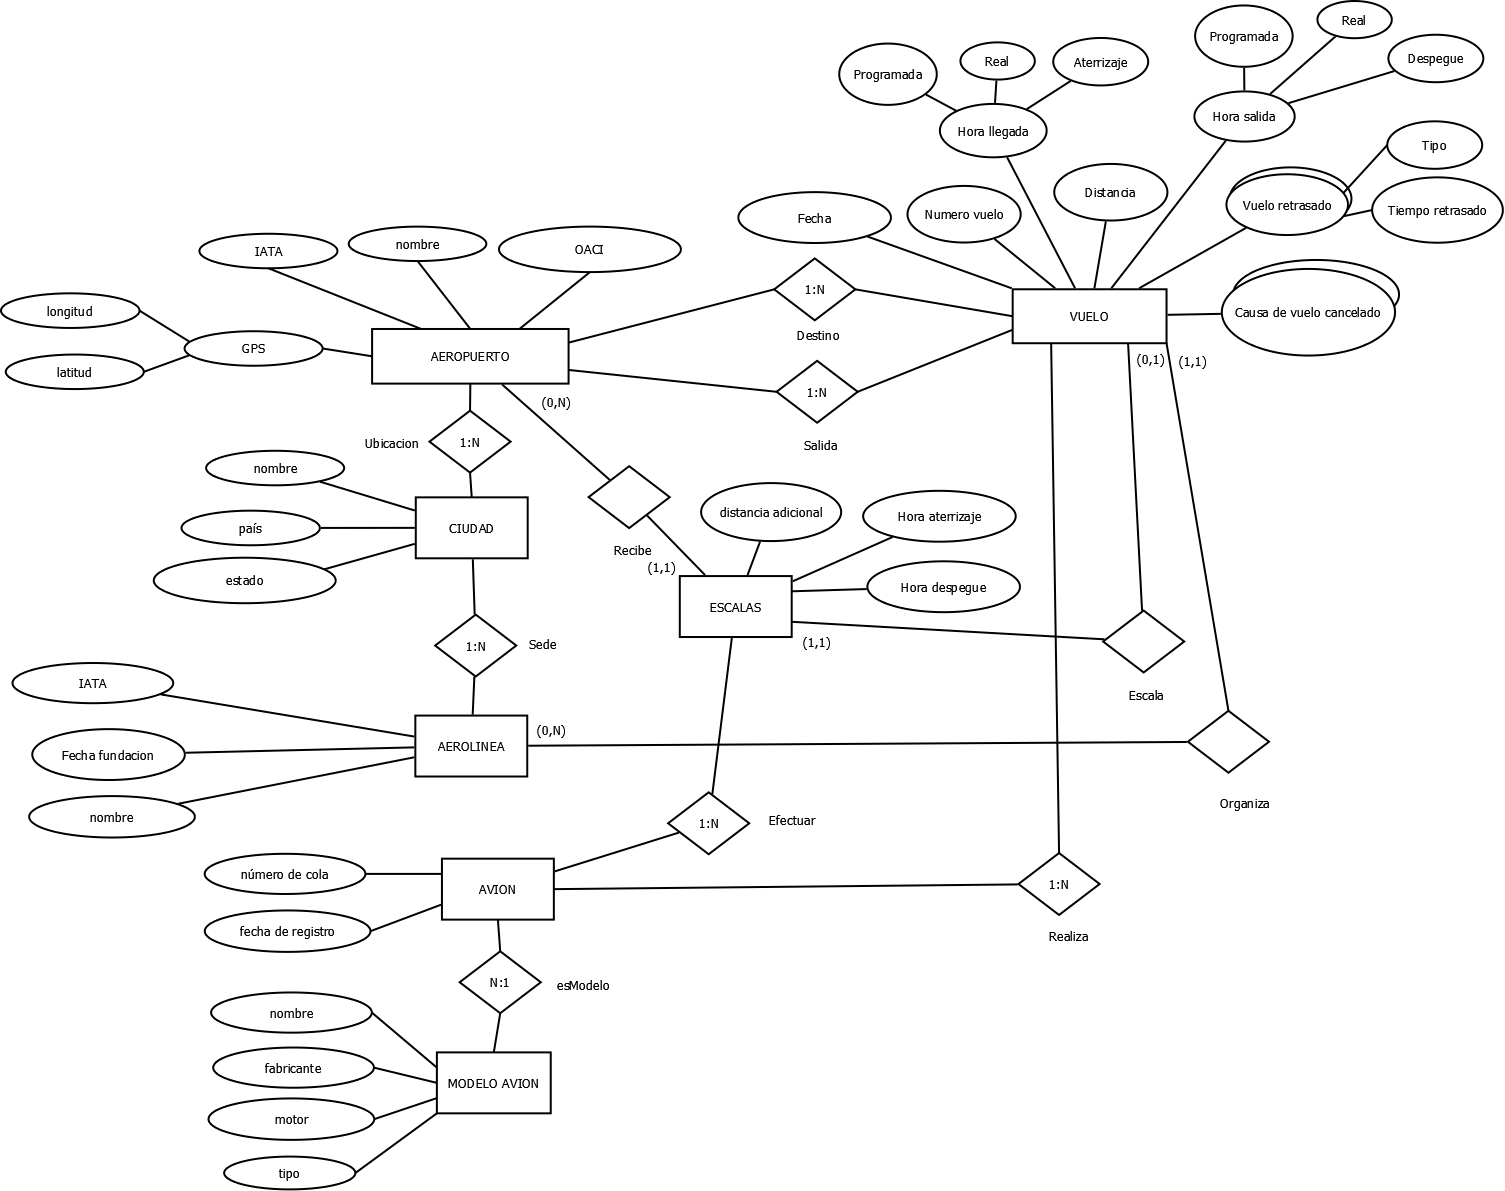 Programada
Real
Aterrizaje
Hora llegada
Programada
Real
Despegue
Hora salida
Tipo
Vuelo retrasado
Tiempo retrasado
Distancia
Numero vuelo
Fecha
Causa de vuelo cancelado
VUELO
(0,1)
(1,1)
IATA
nombre
OACI
longitud
GPS
latitud
AEROPUERTO
1:N
Destino
1:N
Salida
(0,N)
Ubicacion
1:N
nombre
país
estado
CIUDAD
Recibe
(1,1)
distancia adicional
Hora aterrizaje
Hora despegue
ESCALAS
(1,1)
Escala
1:N
Sede
IATA
Fecha fundacion
nombre
AEROLINEA
(0,N)
Organiza
1:N
Efectuar
número de cola
fecha de registro
AVION
1:N
Realiza
N:1
esModelo
nombre
fabricante
motor
tipo
MODELO AVION